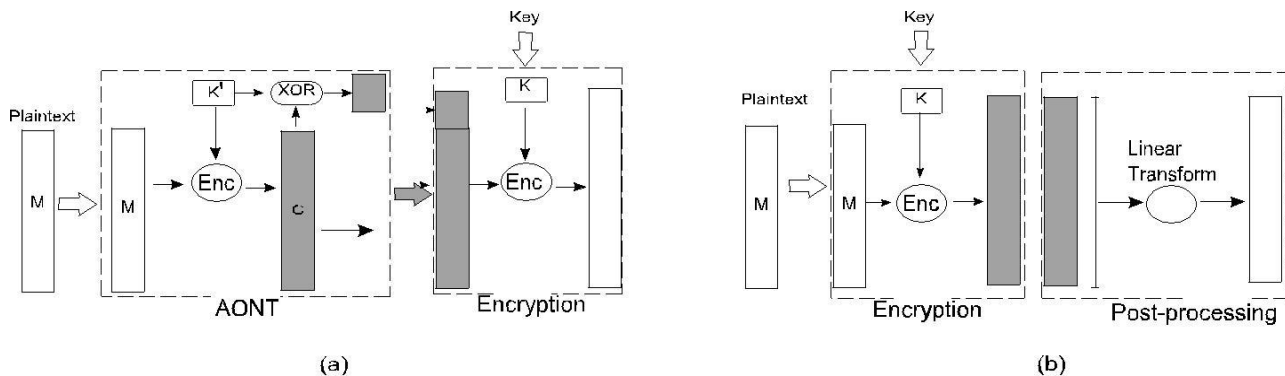 Key
K'
XOR
K
Plaintext
M
M
Enc
C
Enc
AONT
Encryption
(a)
Key
K
Plaintext
M
M
Enc
Linear
Transform
Encryption
Post-processing
(b)